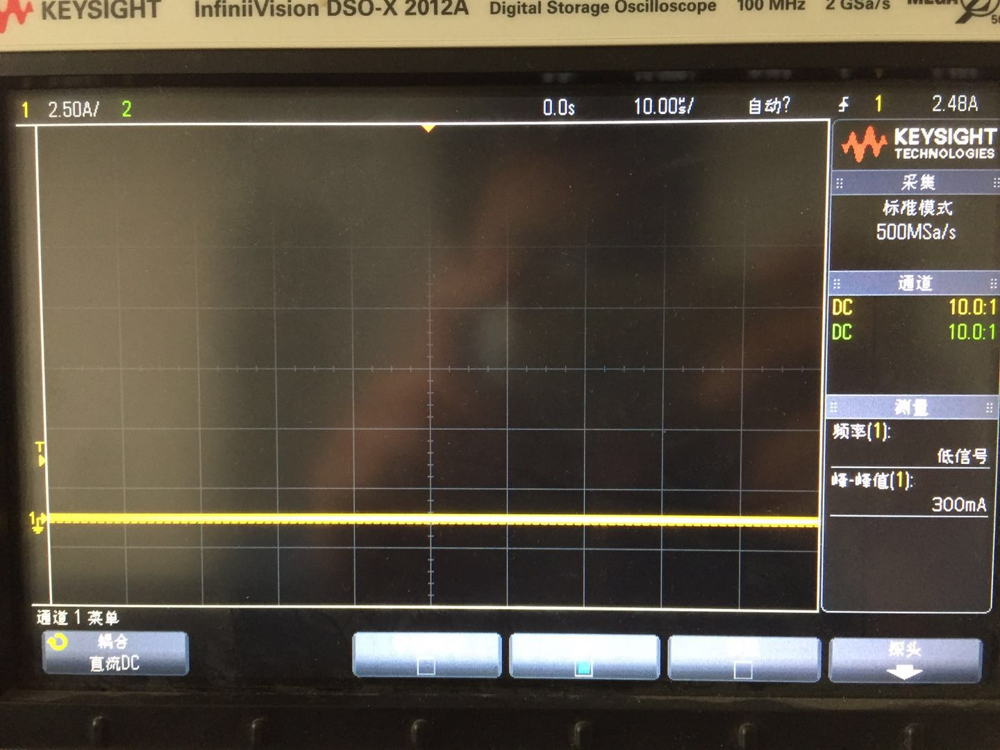 KEYSIGHT InfiniiVision DSO-X 2012A Digital Storage Oscilloscope 100 MHz 2 GSa/s MEGA
1 2.50A/ 2 0.0s 10.00µs/ 自动? 1 2.48A
KEYSIGHT
TECHNOLOGIES
采集
标准模式
500MSa/s
通道
DC 10.0:1
DC 10.0:1
测量
频率(1):
低信号
峰-峰值(1):
300mA
T
1
通道 1 菜单
耦合
直流DC
探头